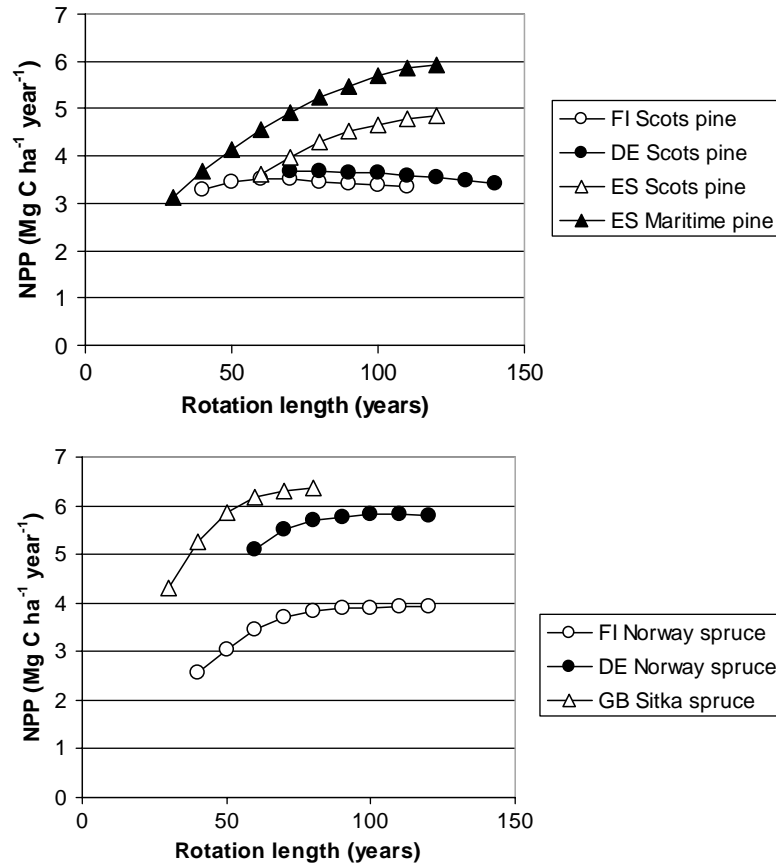 7
6
5
4
3
2
1
0
NPP (Mg C ha⁻¹ year⁻¹)
0 50 100 150
Rotation length (years)
FI Scots pine
DE Scots pine
ES Scots pine
ES Maritime pine
7
6
5
4
3
2
1
0
NPP (Mg C ha⁻¹ year⁻¹)
0 50 100 150
Rotation length (years)
FI Norway spruce
DE Norway spruce
GB Sitka spruce